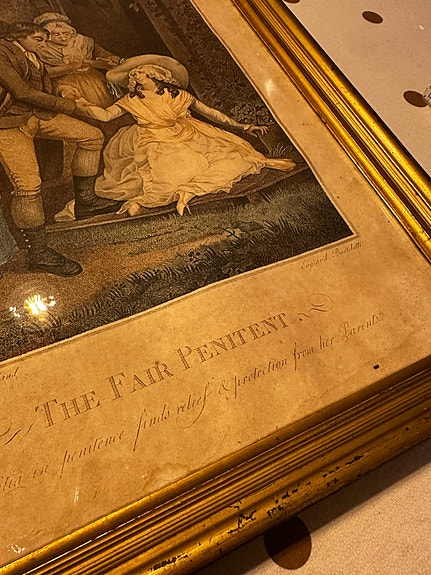 THE FAIR PENITENT
in penitence finds relief & protection from her Parents